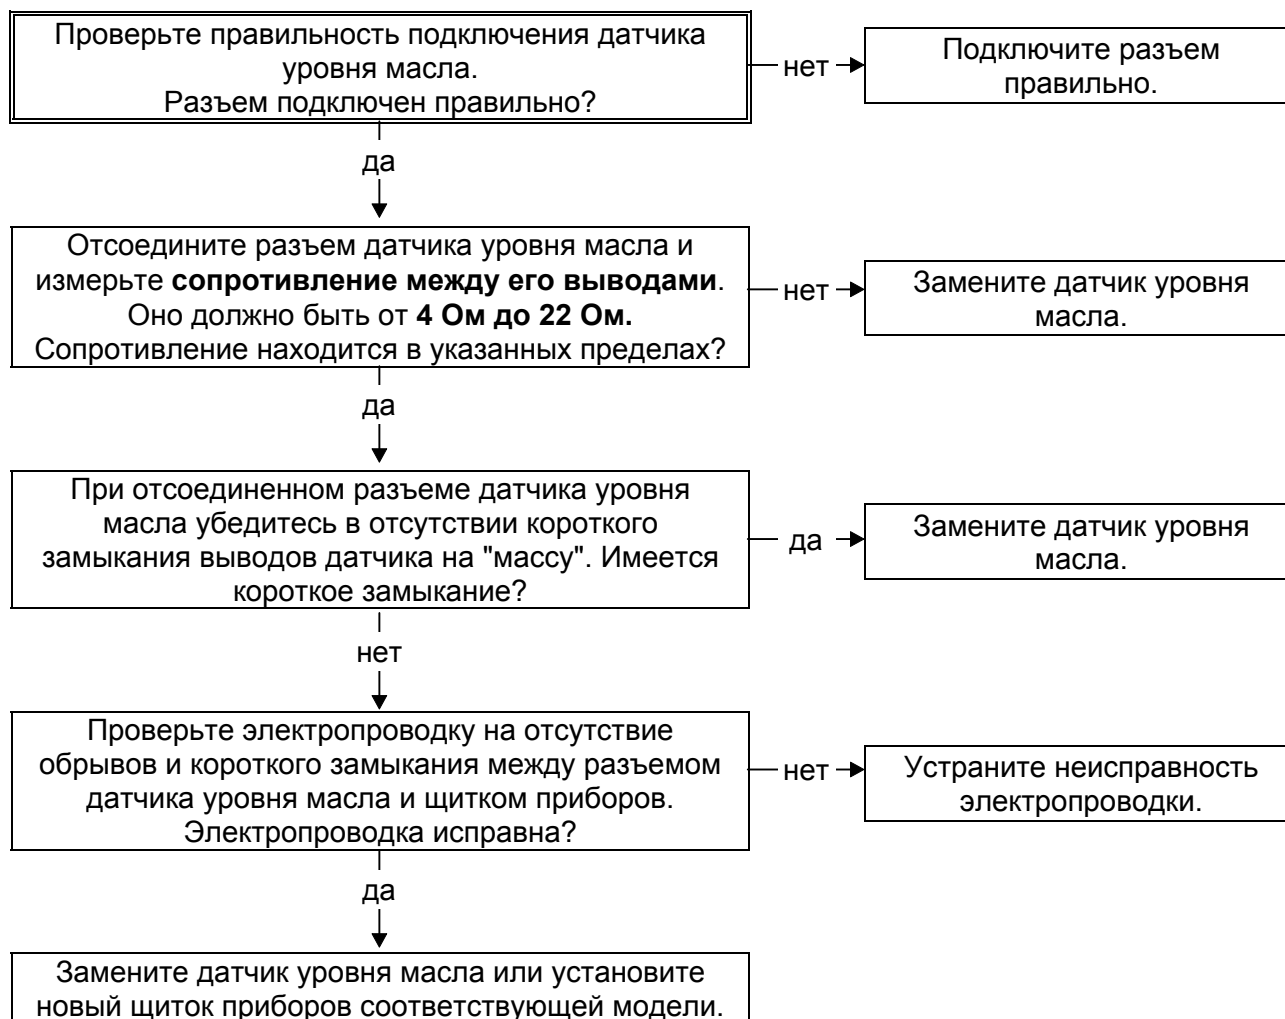 Проверьте правильность подключения датчика
уровня масла.
Разъем подключен правильно?
нет
Подключите разъем
правильно.
да
Отсоедините разъем датчика уровня масла и
измерьте сопротивление между его выводами.
Оно должно быть от 4 Ом до 22 Ом.
Сопротивление находится в указанных пределах?
нет
Замените датчик уровня
масла.
да
При отсоединенном разъеме датчика уровня
масла убедитесь в отсутствии короткого
замыкания выводов датчика на "массу". Имеется
короткое замыкание?
да
Замените датчик уровня
масла.
нет
Проверьте электропроводку на отсутствие
обрывов и короткого замыкания между разъемом
датчика уровня масла и щитком приборов.
Электропроводка исправна?
нет
Устраните неисправность
электропроводки.
да
Замените датчик уровня масла или установите
новый щиток приборов соответствующей модели.